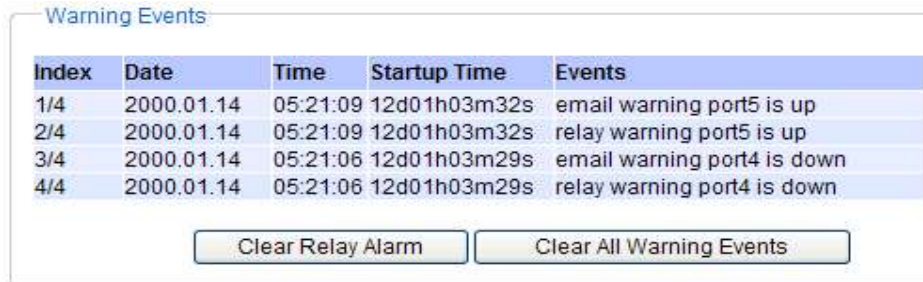 Warning Events
Index Date Time Startup Time Events
1/4 2000.01.14 05:21:09 12d01h03m32s email warning port5 is up
2/4 2000.01.14 05:21:09 12d01h03m32s relay warning port5 is up
3/4 2000.01.14 05:21:06 12d01h03m29s email warning port4 is down
4/4 2000.01.14 05:21:06 12d01h03m29s relay warning port4 is down
Clear Relay Alarm Clear All Warning Events